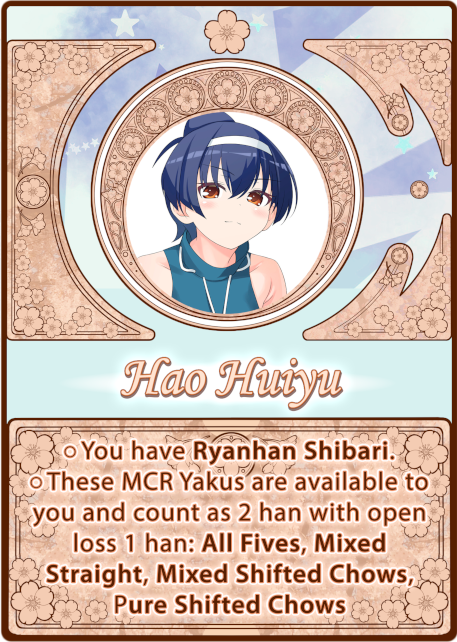 Hao Huiyu
○ You have Ryanhan Shibari.
○ These MCR Yakus are available to
you and count as 2 han with open
loss 1 han: All Fives, Mixed
Straight, Mixed Shifted Chows,
Pure Shifted Chows